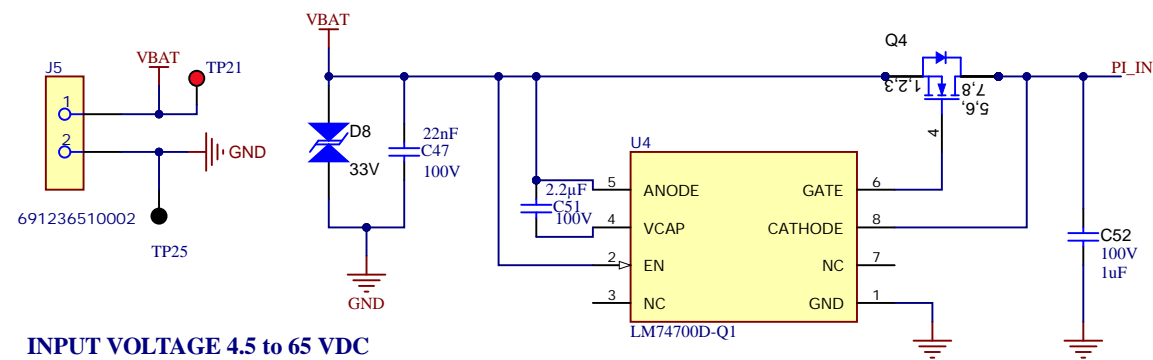 VBAT
J5
VBAT
TP21
1
2
GND
691236510002
TP25
D8
33V
22nF
C47
100V
GND
2.2µF
C51
100V
U4
5 ANODE
4 VCAP
2 EN
3 NC
GATE 6
CATHODE 8
NC 7
GND 1
LM74700D-Q1
Q4
1,2,3
5,6,
7,8
4
PI_IN
C52
100V
1uF
INPUT VOLTAGE 4.5 to 65 VDC